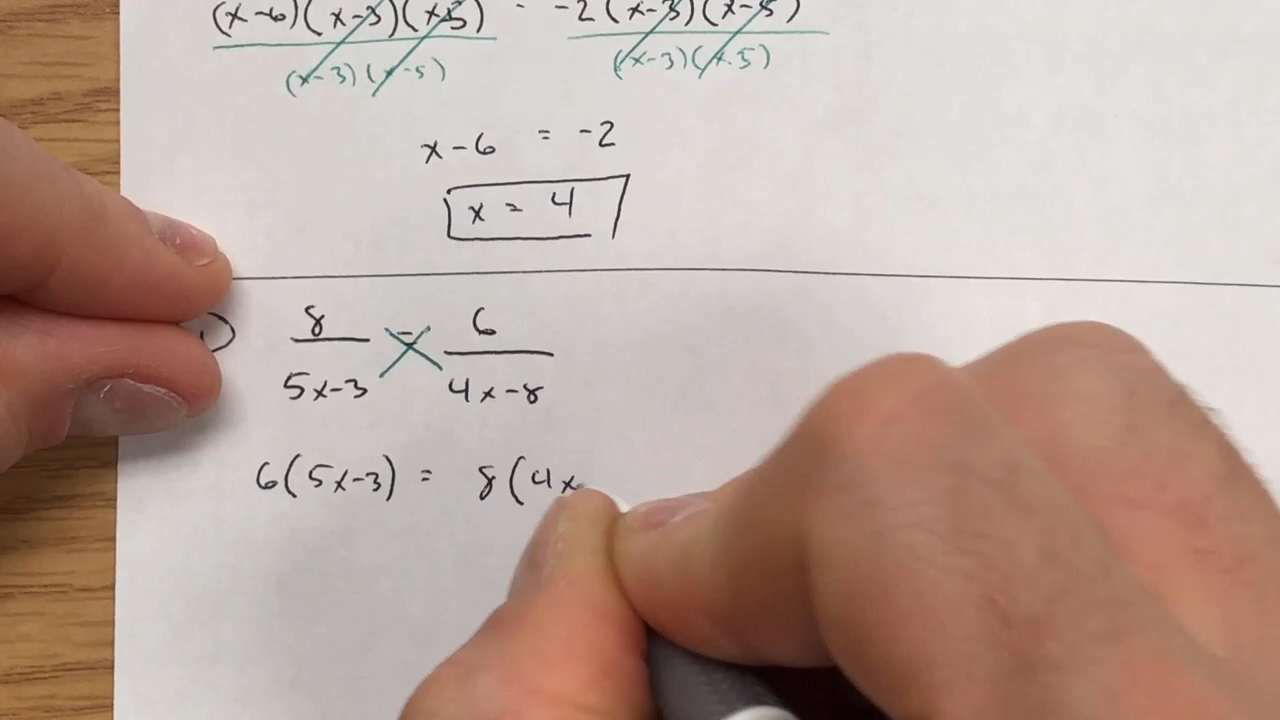 (x-6)(x-3)(x-5) = -2(x-3)(x-5)
(x-3)(x-5) (x-3)(x-5)
x-6 = -2
x = 4
8 = 6
5x-3 4x-8
6(5x-3) = 8(4x